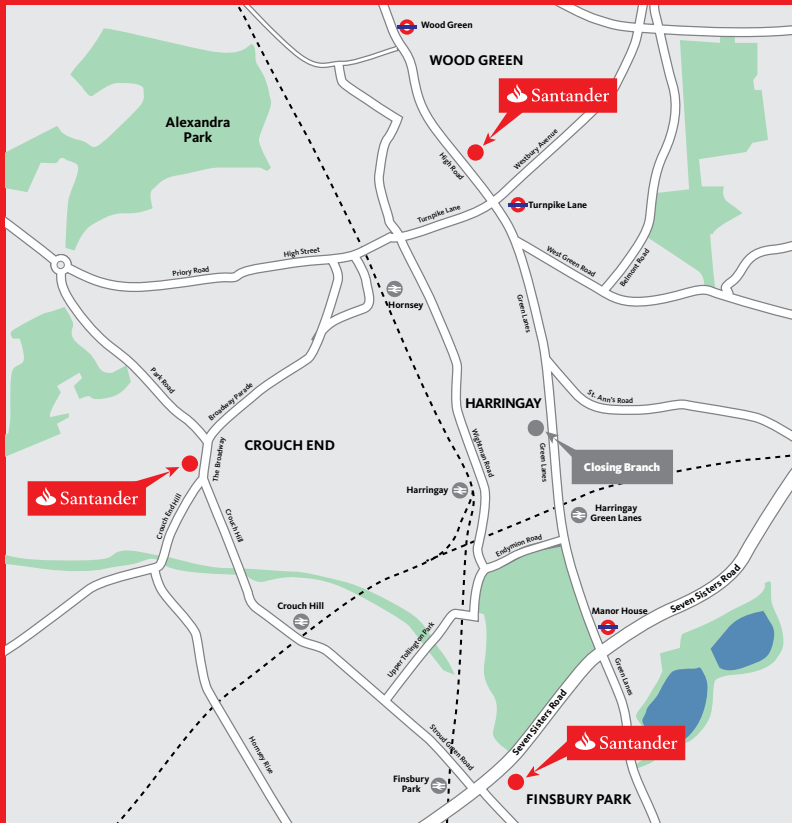 Wood Green
WOOD GREEN
Santander
Alexandra
Park
High Road
Westbury Avenue
Turnpike Lane
Turnpike Lane
High Street
Priory Road
West Green Road
Belmont Road
Hornsey
Green Lanes
Park Road
Broadway Parade
St. Ann's Road
HARRINGAY
CROUCH END
The Broadway
Wightman Road
Green Lanes
Closing Branch
Santander
Harringay
Crouch End Hill
Crouch Hill
Harringay
Green Lanes
Endymion Road
Seven Sisters Road
Crouch Hill
Manor House
Upper Tollington Park
Green Lanes
Seven Sisters Road
Stroud Green Road
Hornsey Rise
Santander
Finsbury
Park
FINSBURY PARK